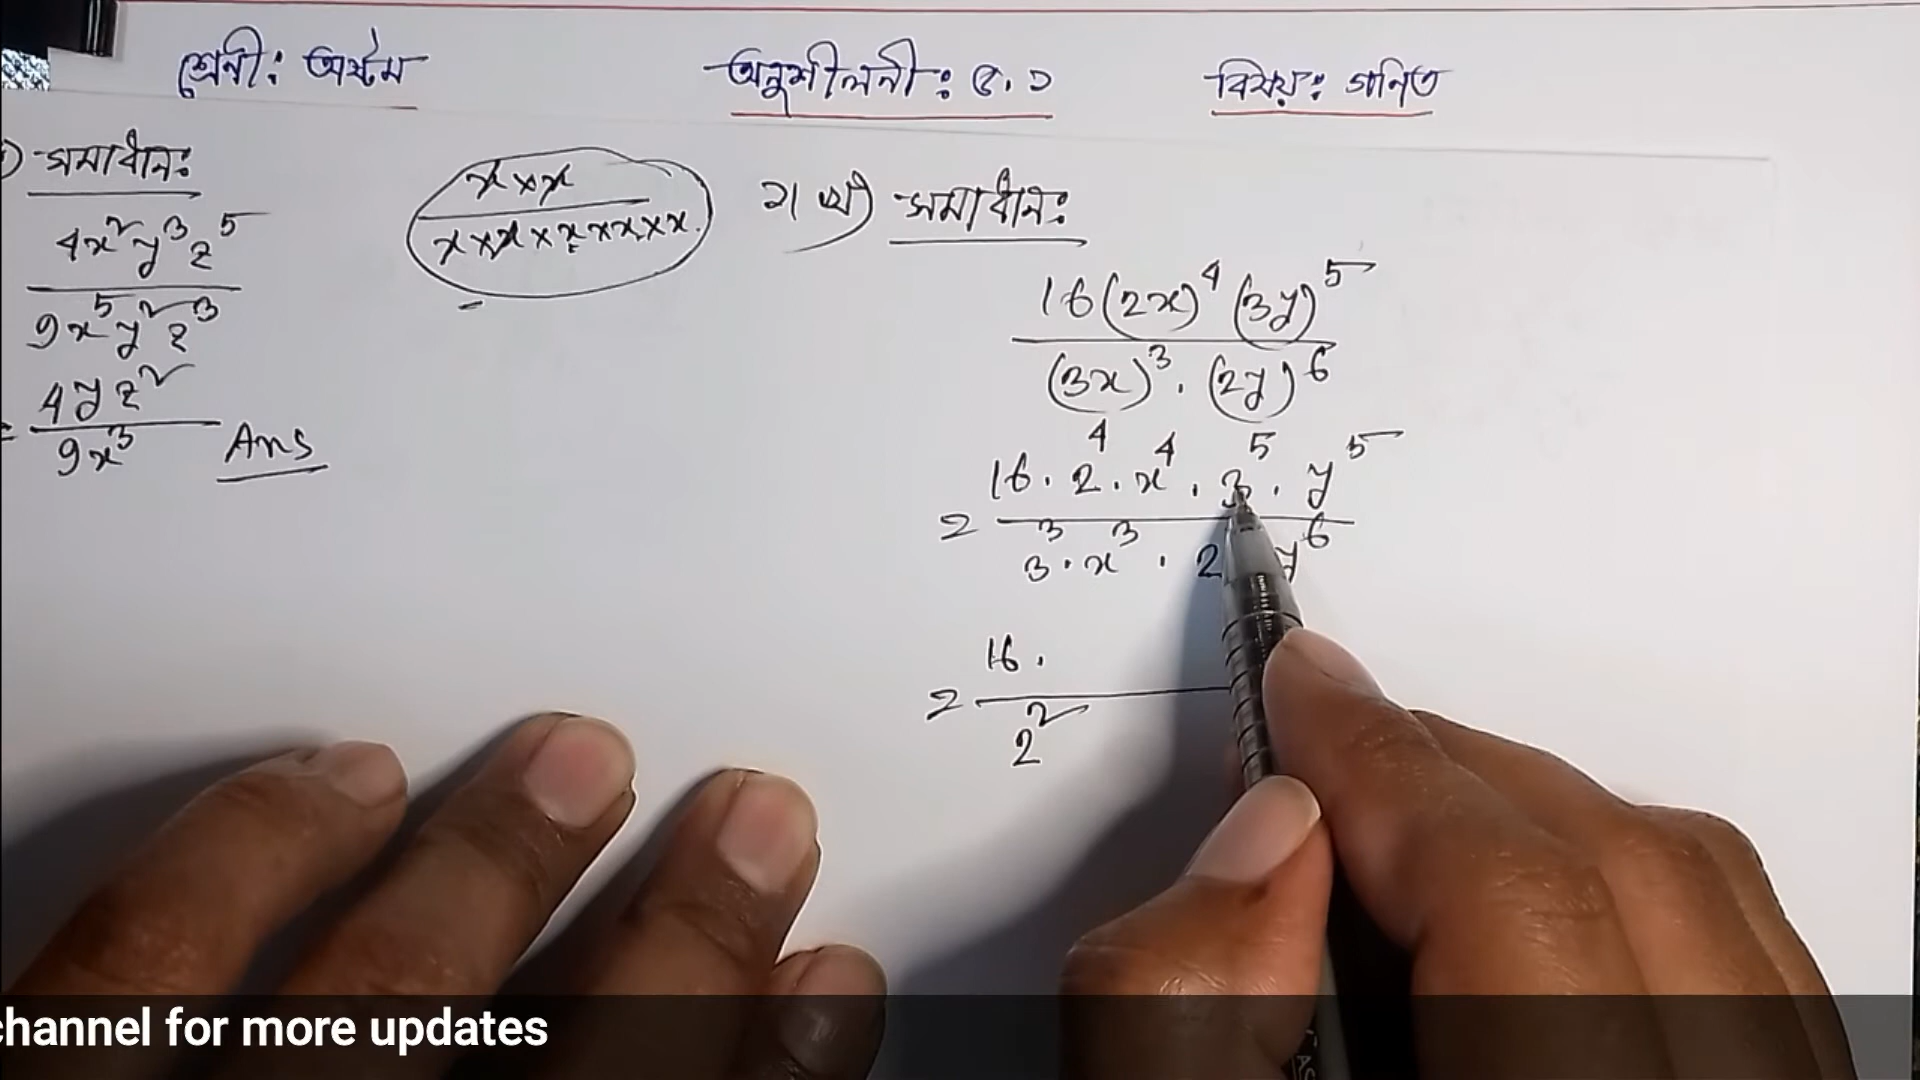 শ্রেনী: অষ্টম
অনুশীলনী: ৫.১
বিষয়: গনিত
সমাধান:
4x²y³z⁵
9x⁵y²z³
= 4yz²
9x³
Ans
x×x
x×x×x×x×x
২। খ) সমাধান:
16(2x)⁴(3y)⁵
(3x)³.(2y)⁶
= 16.2⁴.x⁴.3⁵.y⁵
3³.x³.2 y⁶
= 16.
2²
channel for more updates